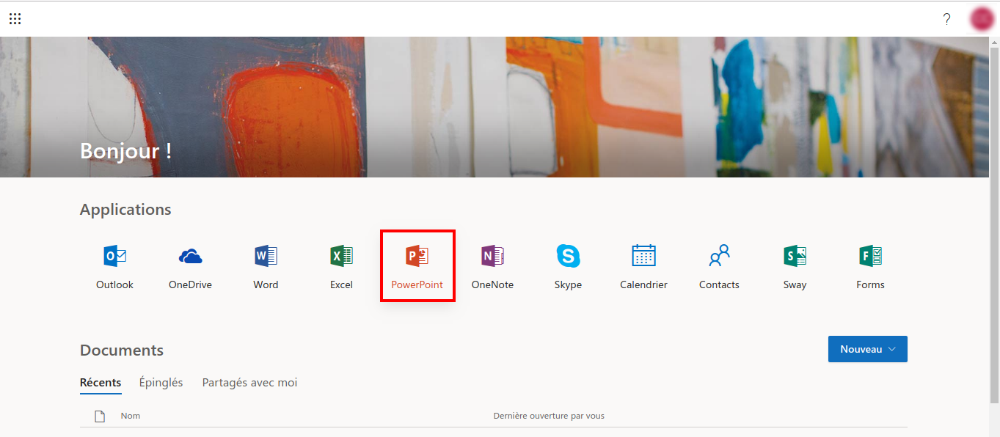 ?
Bonjour !
Applications
Outlook OneDrive Word Excel PowerPoint OneNote Skype Calendrier Contacts Sway Forms
Documents
Nouveau
Récents Épinglés Partagés avec moi
Nom Dernière ouverture par vous